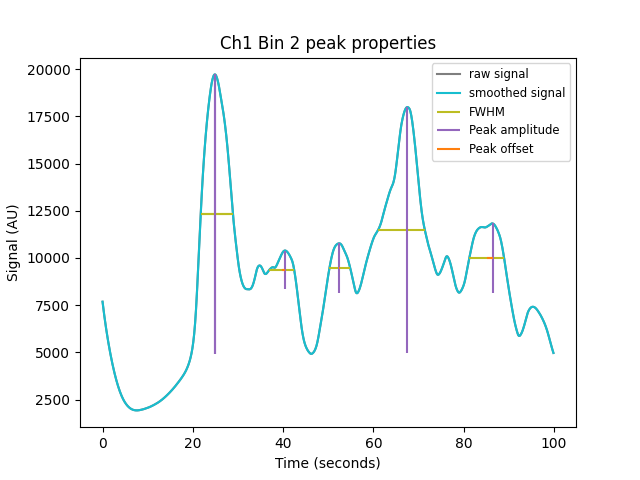 Ch1 Bin 2 peak properties
raw signal
smoothed signal
FWHM
Peak amplitude
Peak offset
Signal (AU)
20000
17500
15000
12500
10000
7500
5000
2500
0 20 40 60 80 100
Time (seconds)